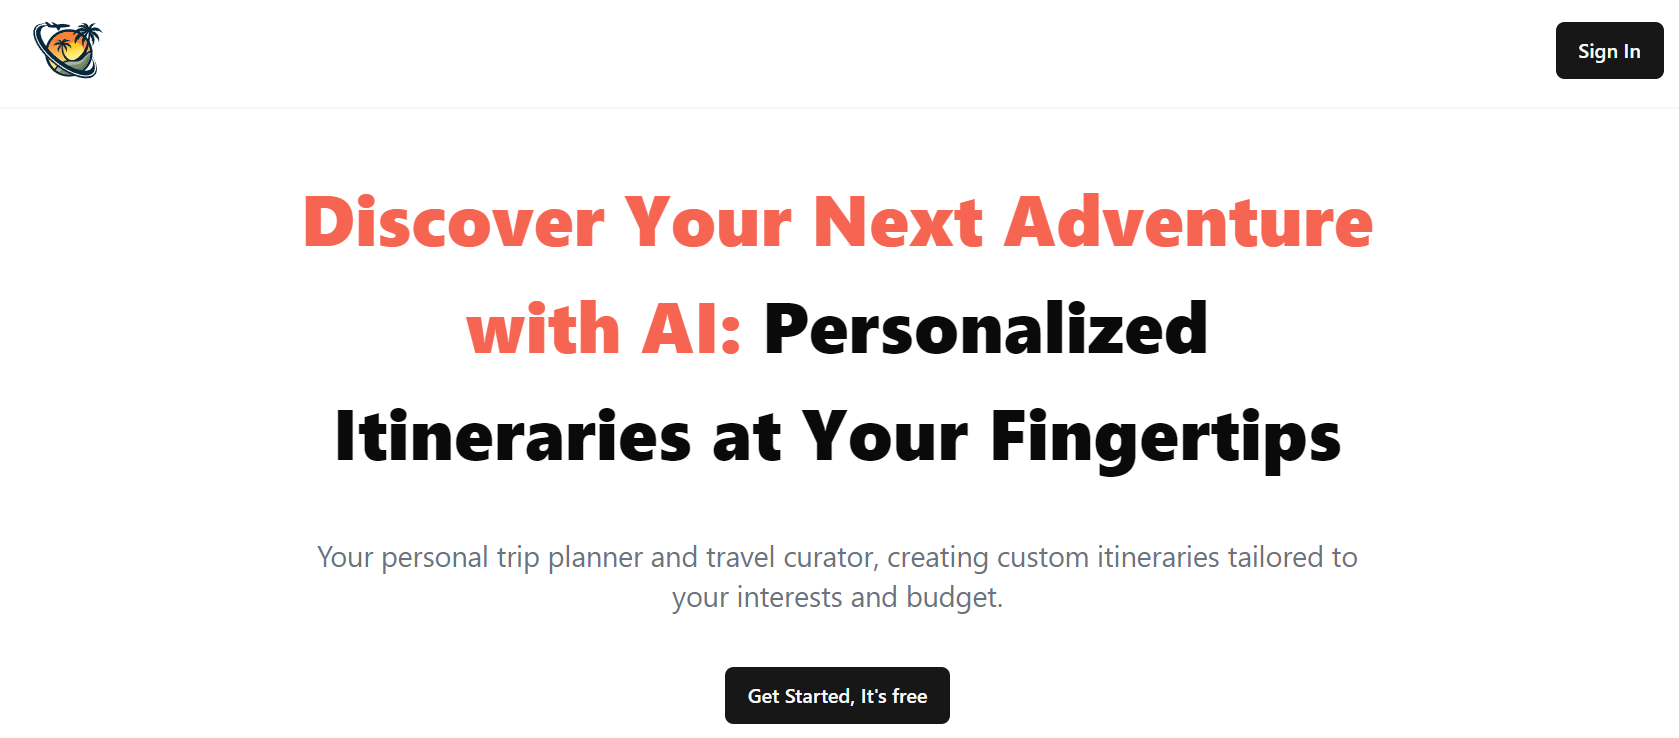 Sign In
Discover Your Next Adventure
with AI: Personalized
Itineraries at Your Fingertips
Your personal trip planner and travel curator, creating custom itineraries tailored to
your interests and budget.
Get Started, It's free